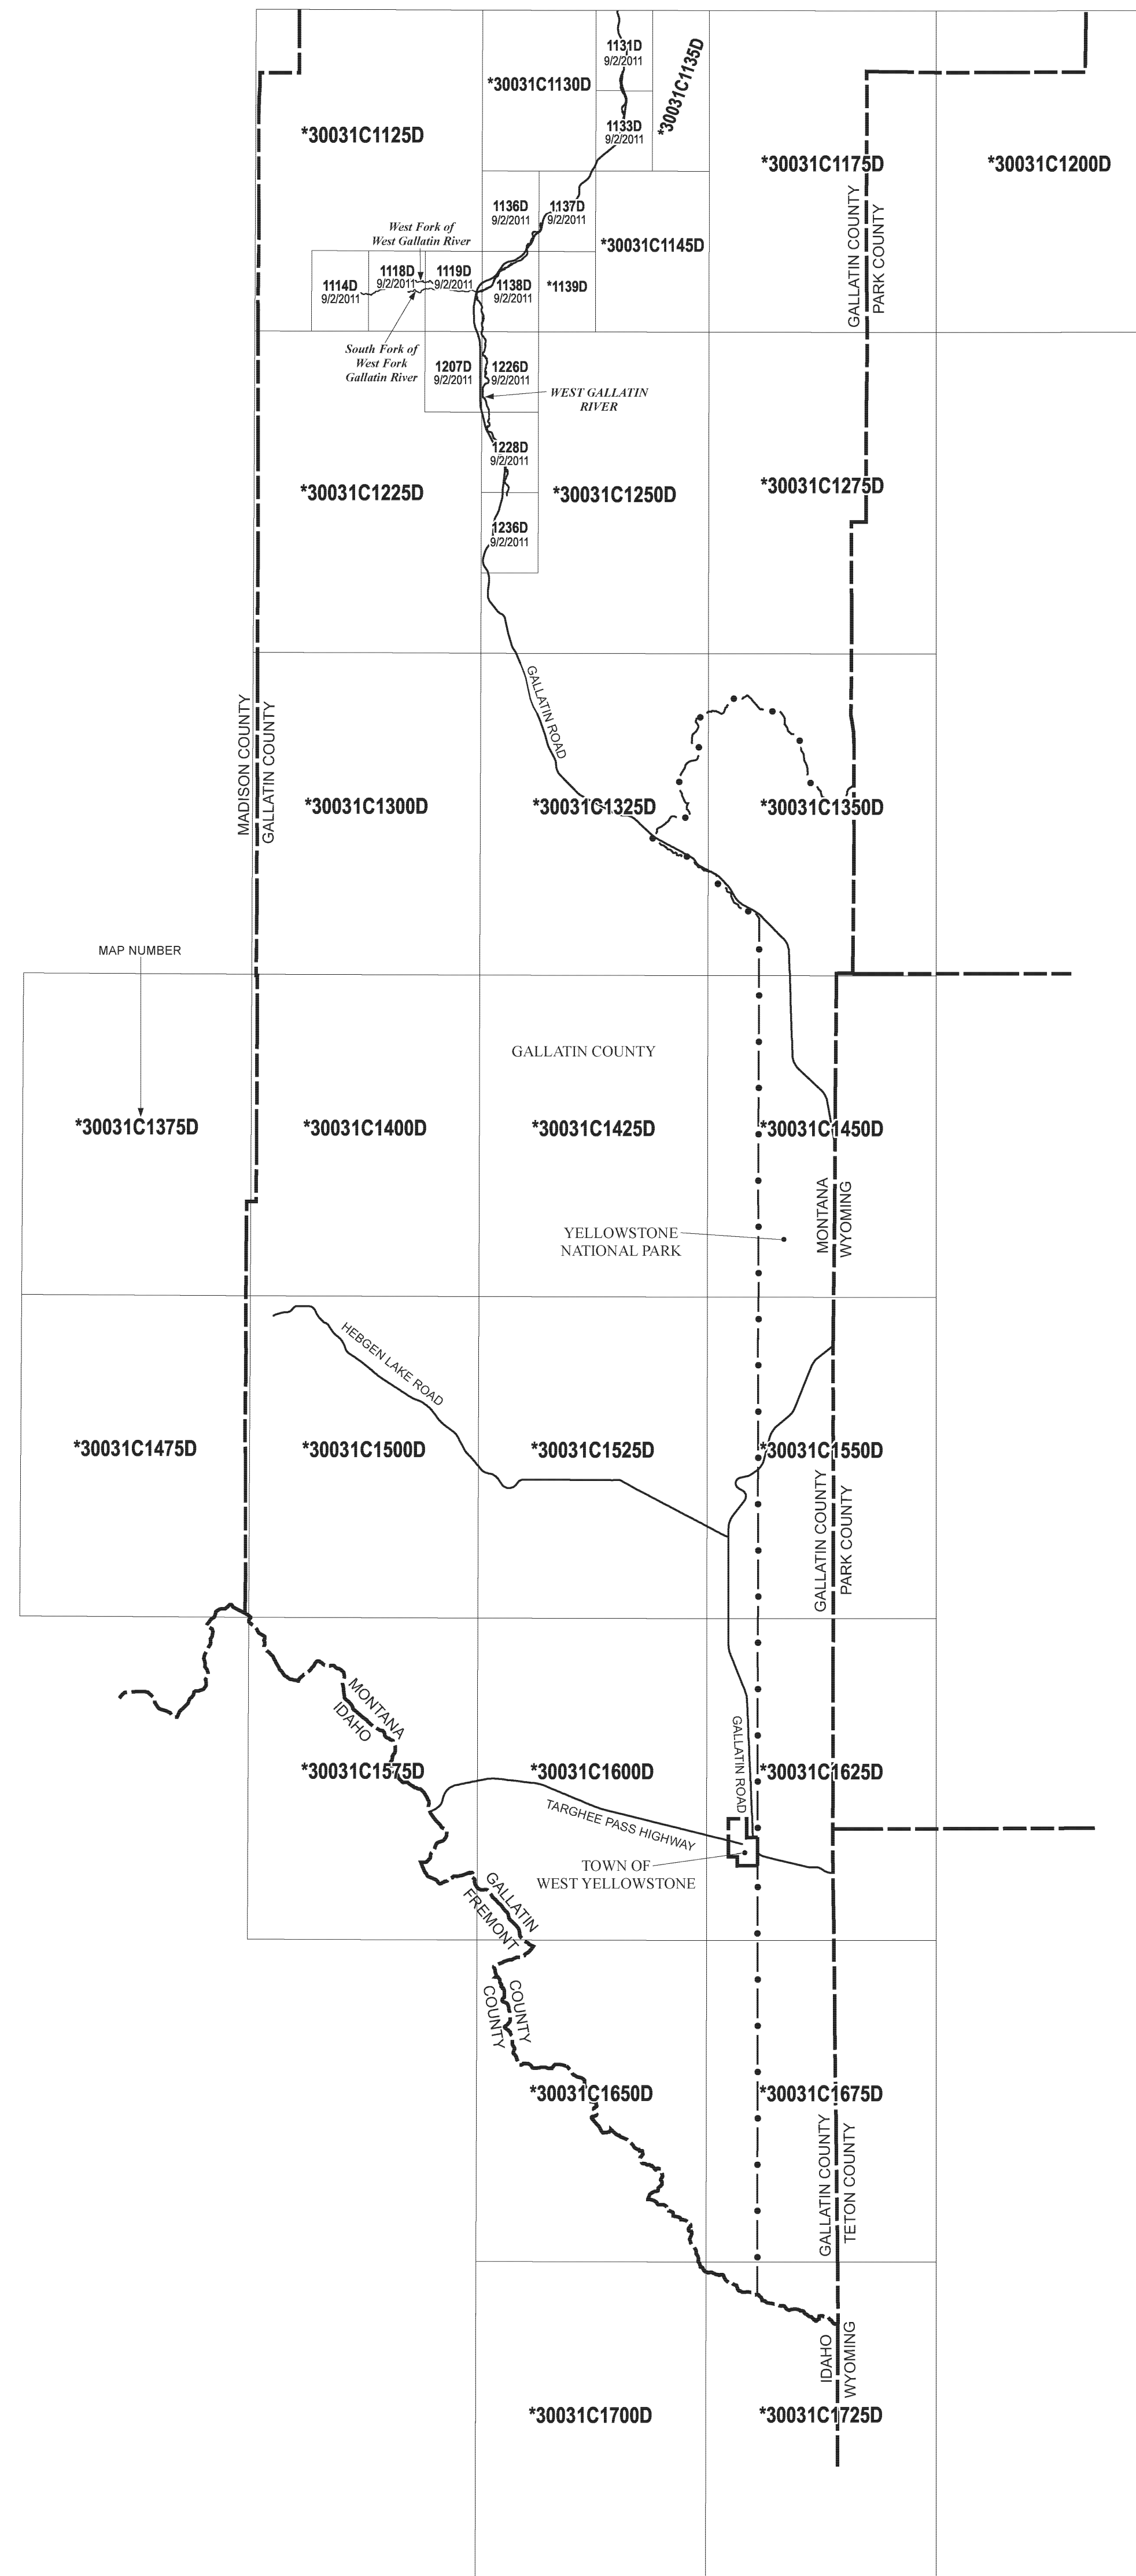 1131D
9/2/2011
*30031C1130D
*30031C1135D
1133D
9/2/2011
*30031C1125D
*30031C1175D
*30031C1200D
1136D
9/2/2011
1137D
9/2/2011
GALLATIN COUNTY
PARK COUNTY
West Fork of
West Gallatin River
*30031C1145D
1114D
9/2/2011
1118D
9/2/2011
1119D
9/2/2011
1138D
9/2/2011
*1139D
South Fork of
West Fork
Gallatin River
1207D
9/2/2011
1226D
9/2/2011
WEST GALLATIN
RIVER
1228D
9/2/2011
*30031C1225D
*30031C1250D
*30031C1275D
1236D
9/2/2011
GALLATIN ROAD
MADISON COUNTY
GALLATIN COUNTY
*30031C1300D
*30031C1325D
*30031C1350D
MAP NUMBER
GALLATIN COUNTY
*30031C1375D
*30031C1400D
*30031C1425D
*30031C1450D
MONTANA
WYOMING
YELLOWSTONE
NATIONAL PARK
HEBGEN LAKE ROAD
*30031C1475D
*30031C1500D
*30031C1525D
*30031C1550D
GALLATIN COUNTY
PARK COUNTY
MONTANA
IDAHO
GALLATIN ROAD
*30031C1575D
*30031C1600D
*30031C1625D
TARGHEE PASS HIGHWAY
TOWN OF
WEST YELLOWSTONE
GALLATIN
FREMONT
COUNTY
COUNTY
*30031C1650D
*30031C1675D
GALLATIN COUNTY
TETON COUNTY
IDAHO
WYOMING
*30031C1700D
*30031C1725D